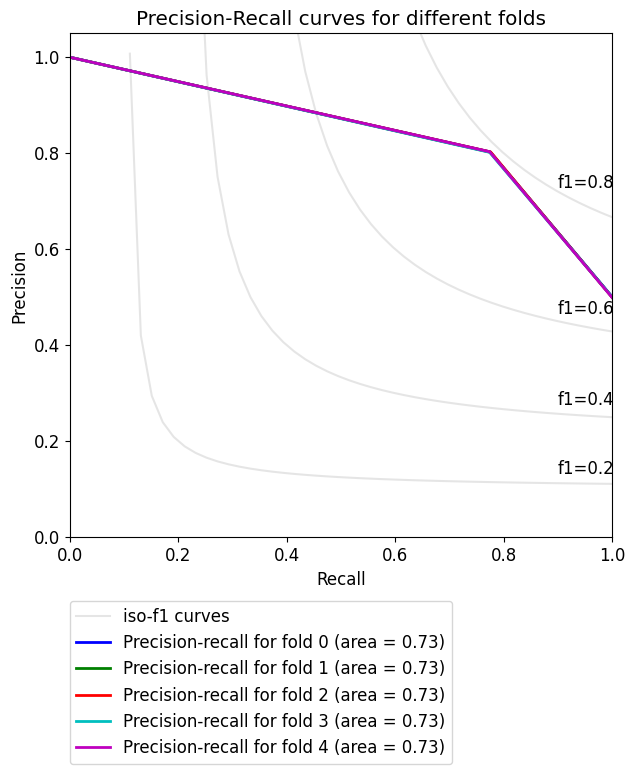 Precision-Recall curves for different folds
1.0
0.8
0.6
0.4
0.2
0.0
Precision
f1=0.8
f1=0.6
f1=0.4
f1=0.2
0.0 0.2 0.4 0.6 0.8 1.0
Recall
iso-f1 curves
Precision-recall for fold 0 (area = 0.73)
Precision-recall for fold 1 (area = 0.73)
Precision-recall for fold 2 (area = 0.73)
Precision-recall for fold 3 (area = 0.73)
Precision-recall for fold 4 (area = 0.73)